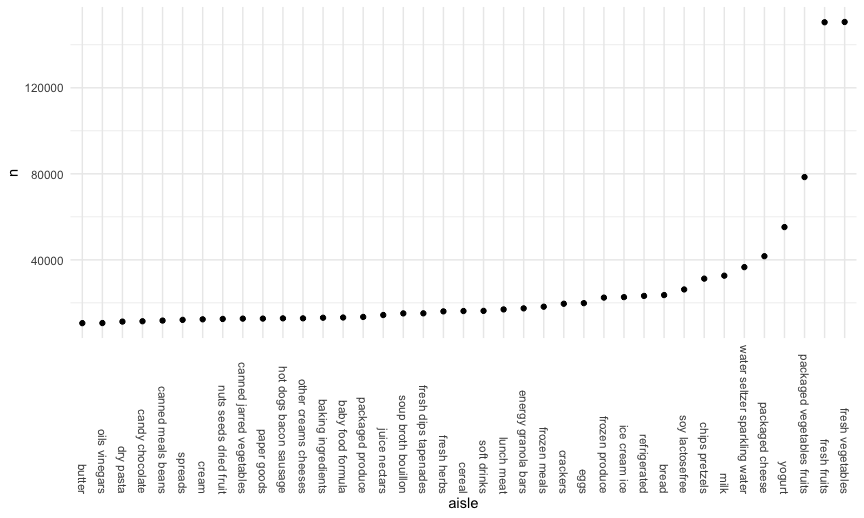 120000
80000
40000
n
butter
oils vinegars
dry pasta
candy chocolate
canned meals beans
spreads
cream
nuts seeds dried fruit
canned jarred vegetables
paper goods
hot dogs bacon sausage
other creams cheeses
baking ingredients
baby food formula
packaged produce
juice nectars
soup broth bouillon
fresh dips tapenades
fresh herbs
cereal
soft drinks
lunch meat
energy granola bars
frozen meals
crackers
eggs
frozen produce
ice cream ice
refrigerated
bread
soy lactosefree
chips pretzels
milk
water seltzer sparkling water
packaged cheese
yogurt
packaged vegetables fruits
fresh fruits
fresh vegetables
aisle